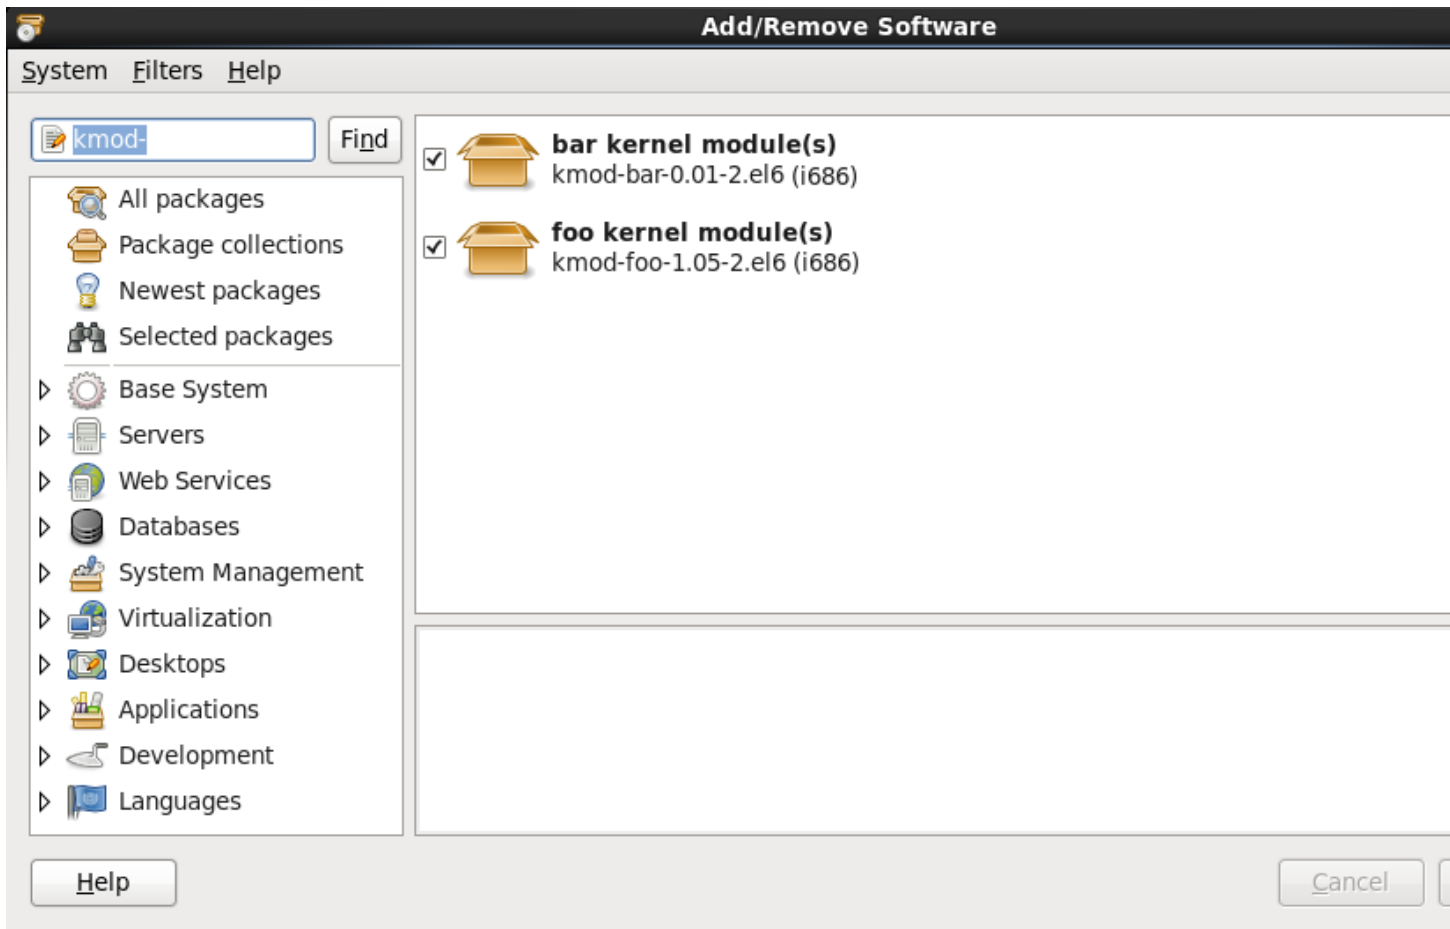 Add/Remove Software
System Filters Help
kmod-
Find
All packages
Package collections
Newest packages
Selected packages
Base System
Servers
Web Services
Databases
System Management
Virtualization
Desktops
Applications
Development
Languages
bar kernel module(s)
kmod-bar-0.01-2.el6 (i686)
foo kernel module(s)
kmod-foo-1.05-2.el6 (i686)
Help
Cancel